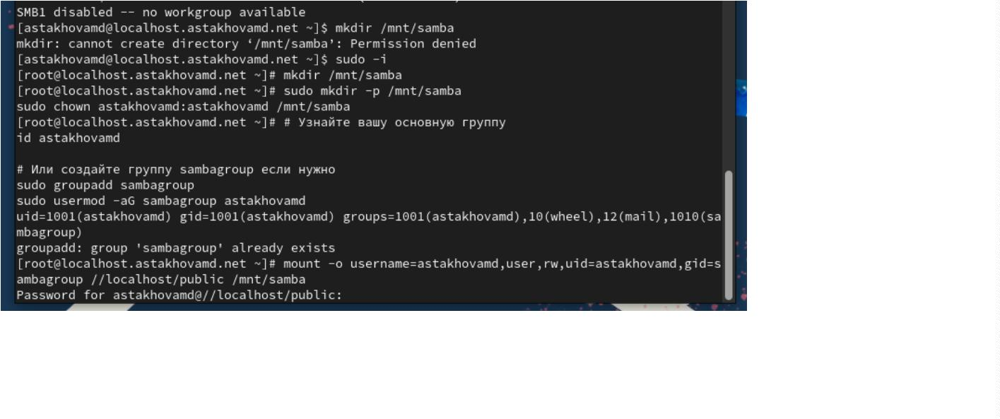 SMB1 disabled -- no workgroup available
[astakhovamd@localhost.astakhovamd.net ~]$ mkdir /mnt/samba
mkdir: cannot create directory ‘/mnt/samba’: Permission denied
[astakhovamd@localhost.astakhovamd.net ~]$ sudo -i
[root@localhost.astakhovamd.net ~]# mkdir /mnt/samba
[root@localhost.astakhovamd.net ~]# sudo mkdir -p /mnt/samba
sudo chown astakhovamd:astakhovamd /mnt/samba
[root@localhost.astakhovamd.net ~]# # Узнайте вашу основную группу
id astakhovamd
# Или создайте группу sambagroup если нужно
sudo groupadd sambagroup
sudo usermod -aG sambagroup astakhovamd
uid=1001(astakhovamd) gid=1001(astakhovamd) groups=1001(astakhovamd),10(wheel),12(mail),1010(sa
mbagroup)
groupadd: group 'sambagroup' already exists
[root@localhost.astakhovamd.net ~]# mount -o username=astakhovamd,user,rw,uid=astakhovamd,gid=s
ambagroup //localhost/public /mnt/samba
Password for astakhovamd@//localhost/public: